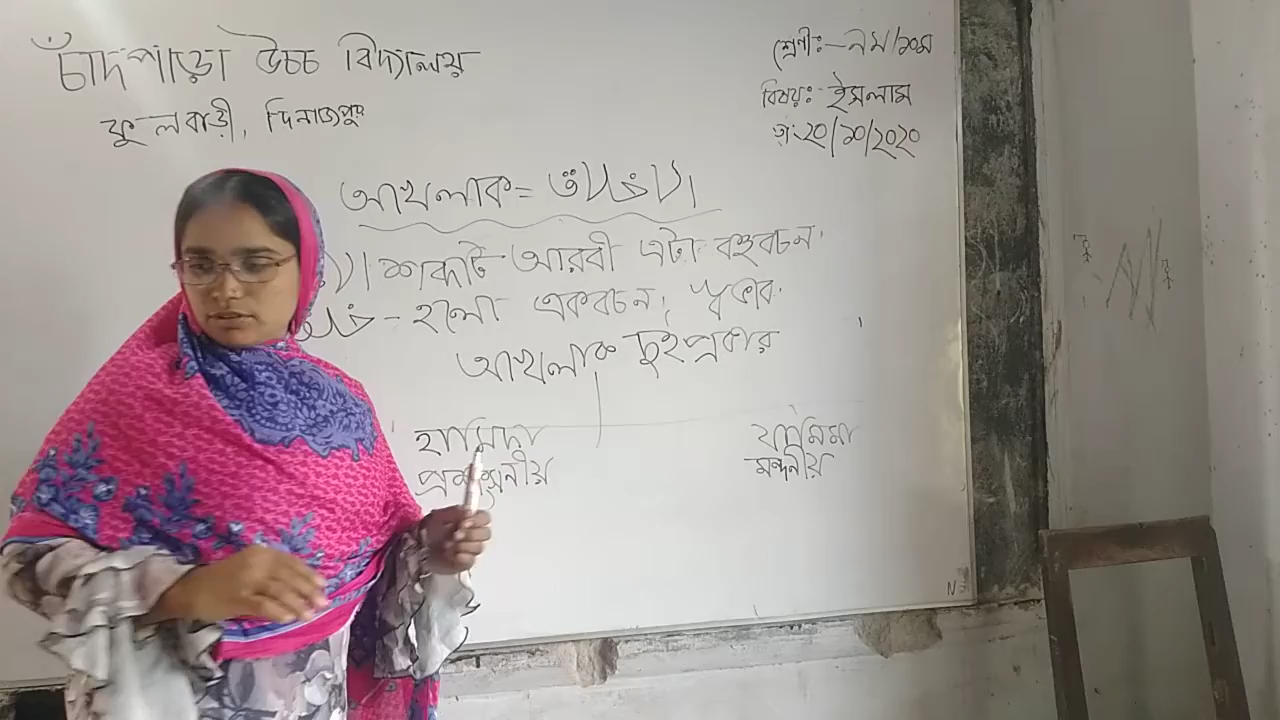 চাঁদপাড়া উচ্চ বিদ্যালয়
ফুলবাড়ী, দিনাজপুর
শ্রেণীঃ- ৯ম/১০ম
বিষয়ঃ- ইসলাম
তাং-২০/১০/২০২০
আখলাক =
শব্দটি আরবী এটা বহুবচন
- হলো একবচন,
আখলাক দুইপ্রকার
হামিদা
প্রশংসনীয়
যামিমা
মন্দনীয়
N